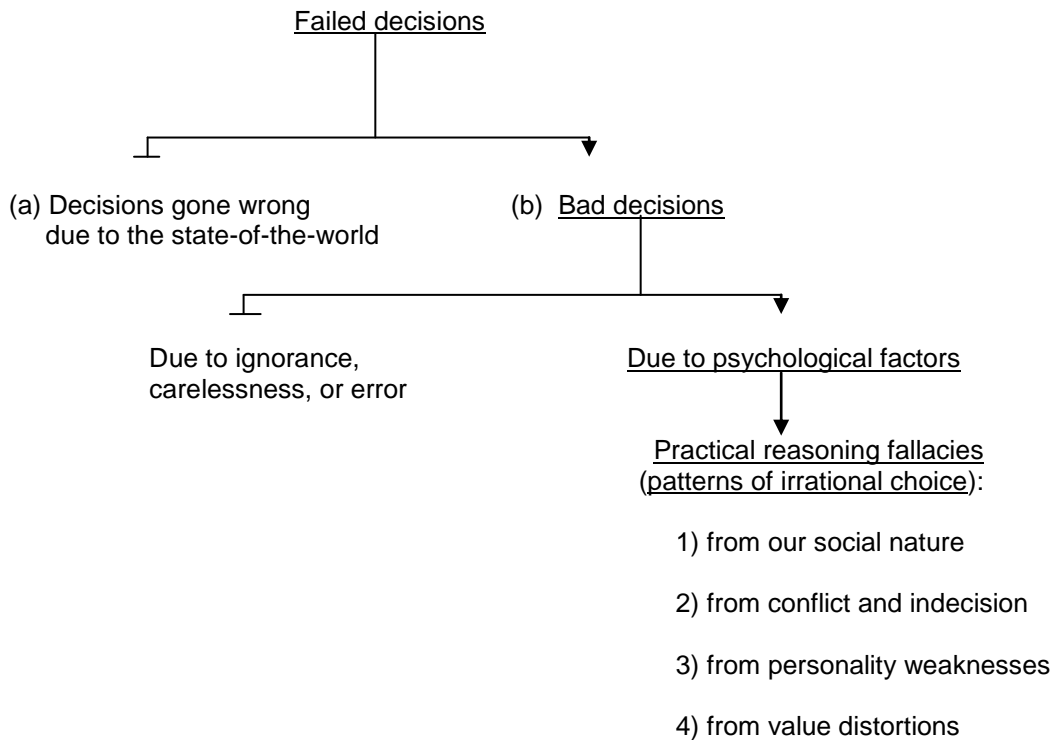 Failed decisions
(a) Decisions gone wrong
due to the state-of-the-world
(b) Bad decisions
Due to ignorance,
carelessness, or error
Due to psychological factors
Practical reasoning fallacies
(patterns of irrational choice):
1) from our social nature
2) from conflict and indecision
3) from personality weaknesses
4) from value distortions